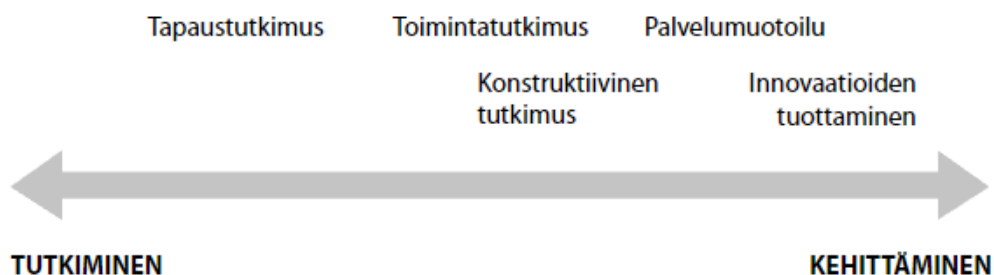 Tapaustutkimus
Toimintatutkimus
Palvelumuotoilu
Konstruktiivinen
tutkimus
Innovaatioiden
tuottaminen
TUTKIMINEN
KEHITTÄMINEN